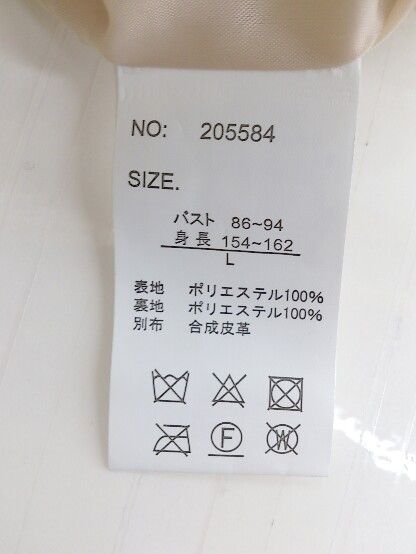 NO: 205584
SIZE.
バスト 86~94
身長 154~162
L
表地 ポリエステル100%
裏地 ポリエステル100%
別布 合成皮革
F
W